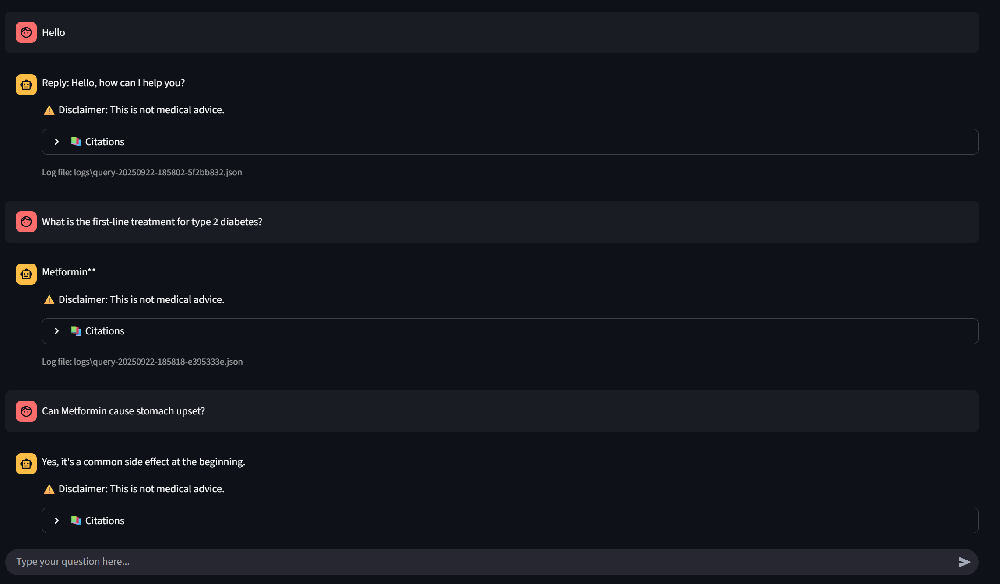 Hello
Reply: Hello, how can I help you?
⚠️ Disclaimer: This is not medical advice.
📚 Citations
Log file: logs\query-20250922-185802-5f2bb832.json
What is the first-line treatment for type 2 diabetes?
Metformin**
⚠️ Disclaimer: This is not medical advice.
📚 Citations
Log file: logs\query-20250922-185818-e395333e.json
Can Metformin cause stomach upset?
Yes, it's a common side effect at the beginning.
⚠️ Disclaimer: This is not medical advice.
📚 Citations
Type your question here...